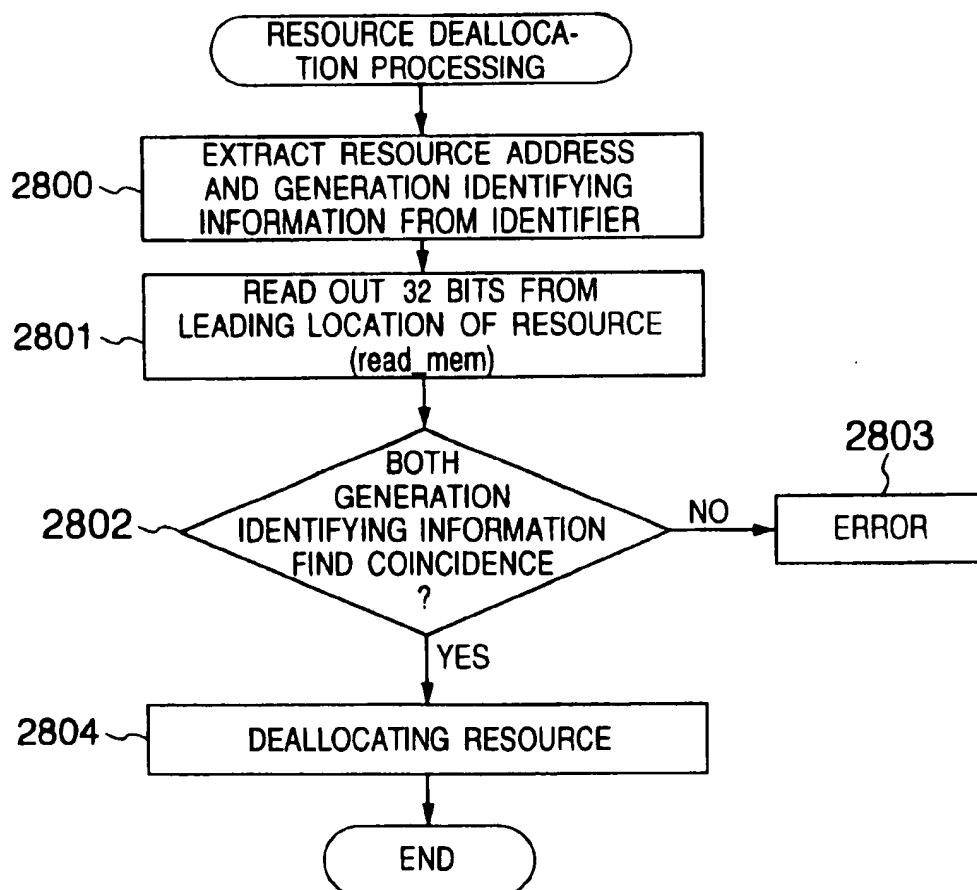 RESOURCE DEALLOCA-
TION PROCESSING
2800
EXTRACT RESOURCE ADDRESS
AND GENERATION IDENTIFYING
INFORMATION FROM IDENTIFIER
2801
READ OUT 32 BITS FROM
LEADING LOCATION OF RESOURCE
(read_mem)
2802
BOTH
GENERATION
IDENTIFYING INFORMATION
FIND COINCIDENCE
?
NO
2803
ERROR
YES
2804
DEALLOCATING RESOURCE
END